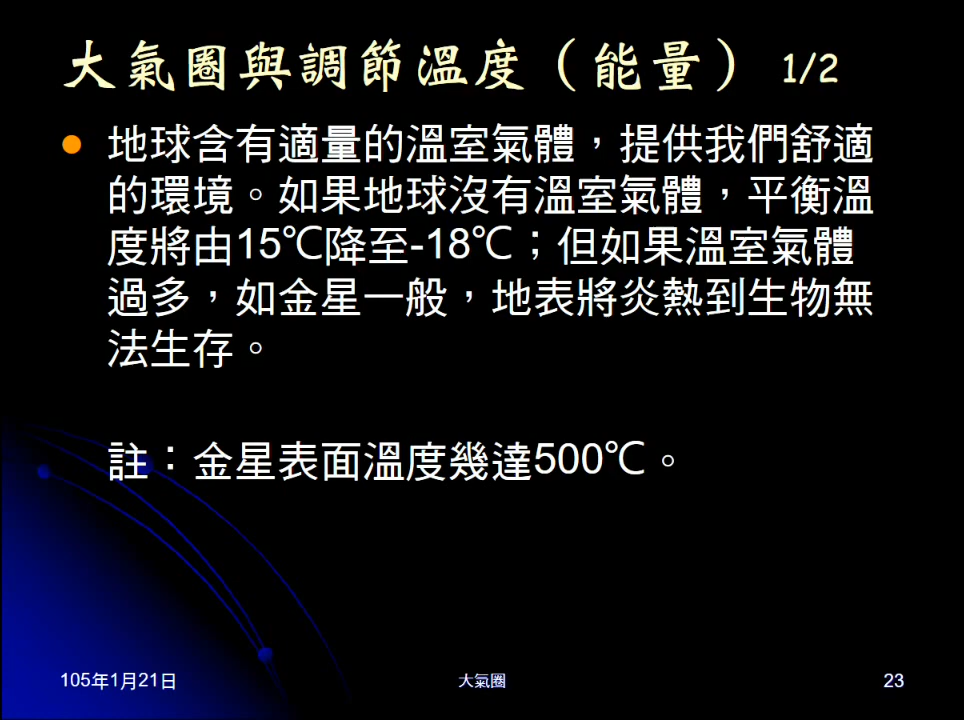 大氣圈與調節溫度（能量） 1/2
地球含有適量的溫室氣體，提供我們舒適
的環境。如果地球沒有溫室氣體，平衡溫
度將由15℃降至-18℃；但如果溫室氣體
過多，如金星一般，地表將炎熱到生物無
法生存。
註：金星表面溫度幾達500℃。
105年1月21日
大氣圈
23